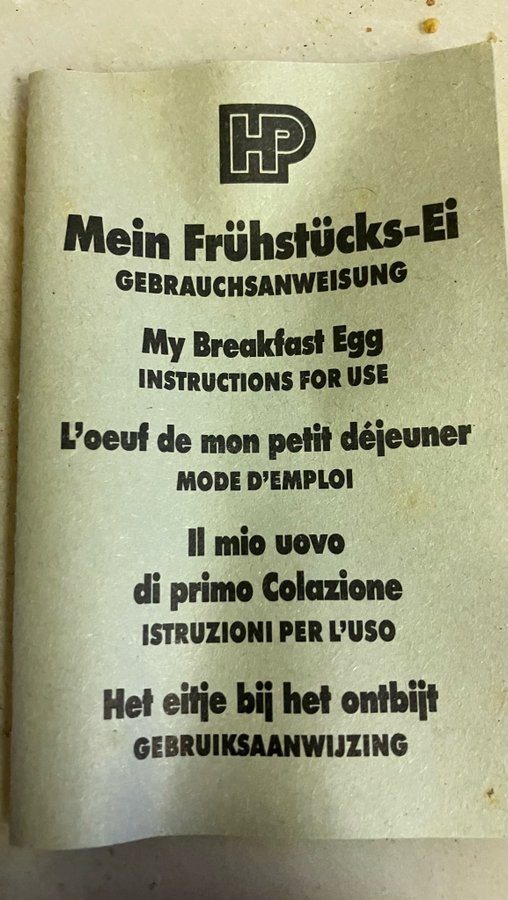 HP
Mein Frühstücks-Ei
GEBRAUCHSANWEISUNG
My Breakfast Egg
INSTRUCTIONS FOR USE
L'oeuf de mon petit déjeuner
MODE D'EMPLOI
Il mio uovo
di primo Colazione
ISTRUZIONI PER L'USO
Het eitje bij het ontbijt
GEBRUIKSAANWIJZING